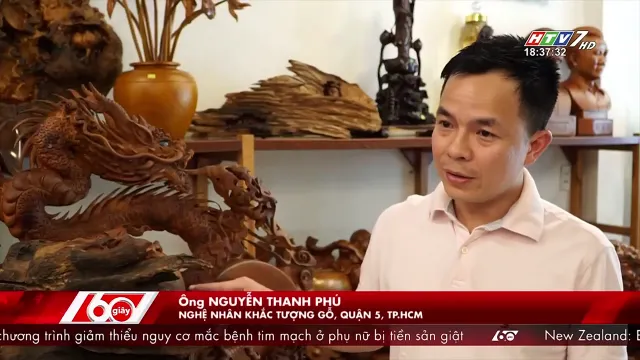 HTV7 HD
18:37:32
60 giây
Ông NGUYỄN THANH PHÚ
NGHỆ NHÂN KHẮC TƯỢNG GỖ, QUẬN 5, TP.HCM
chương trình giảm thiểu nguy cơ mắc bệnh tim mạch ở phụ nữ bị tiền sản giật 60 New Zealand: